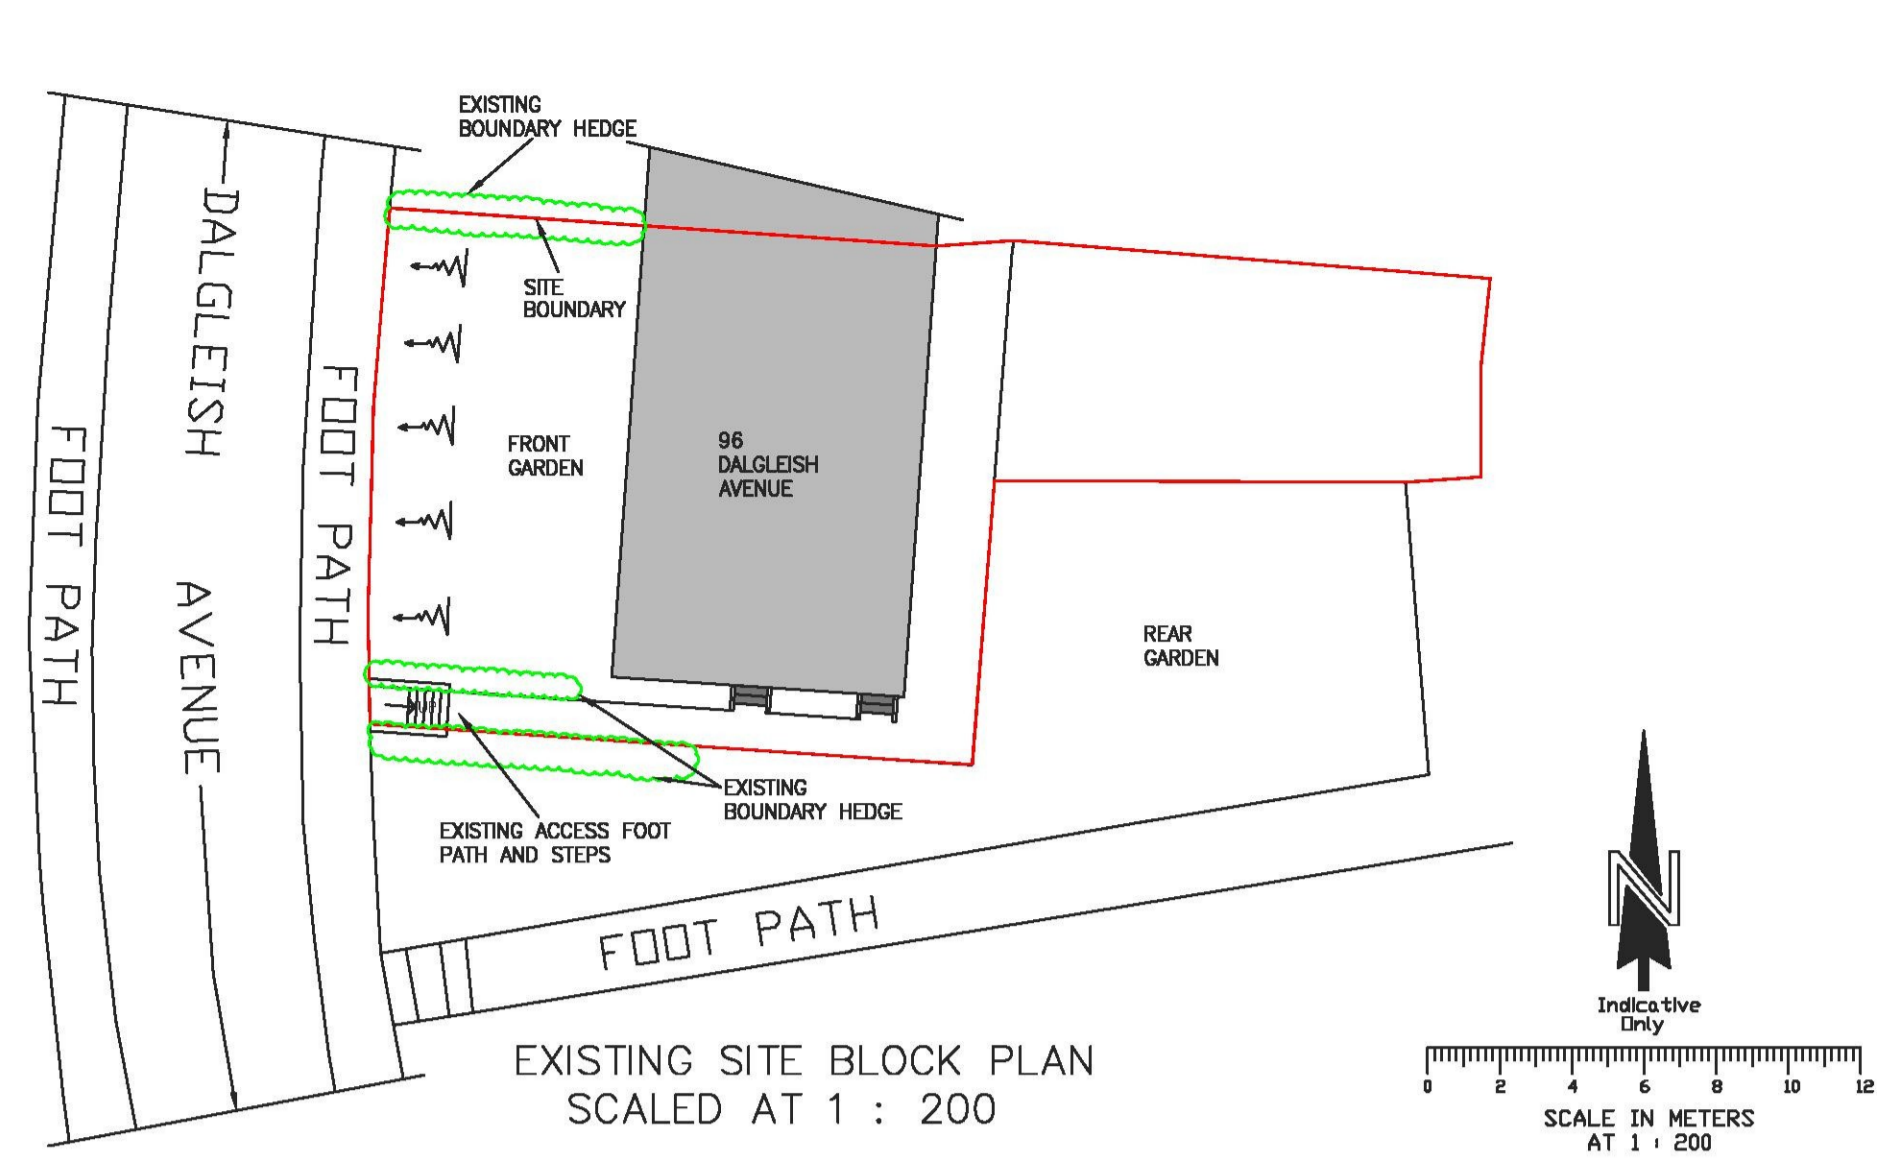 EXISTING
BOUNDARY HEDGE
DALGLEISH AVENUE
FOOT PATH
FOOT PATH
SITE
BOUNDARY
FRONT
GARDEN
96
DALGLEISH
AVENUE
REAR
GARDEN
UP
EXISTING
BOUNDARY HEDGE
EXISTING ACCESS FOOT
PATH AND STEPS
FOOT PATH
N
Indicative
Only
EXISTING SITE BLOCK PLAN
SCALED AT 1 : 200
0 2 4 6 8 10 12
SCALE IN METERS
AT 1 : 200